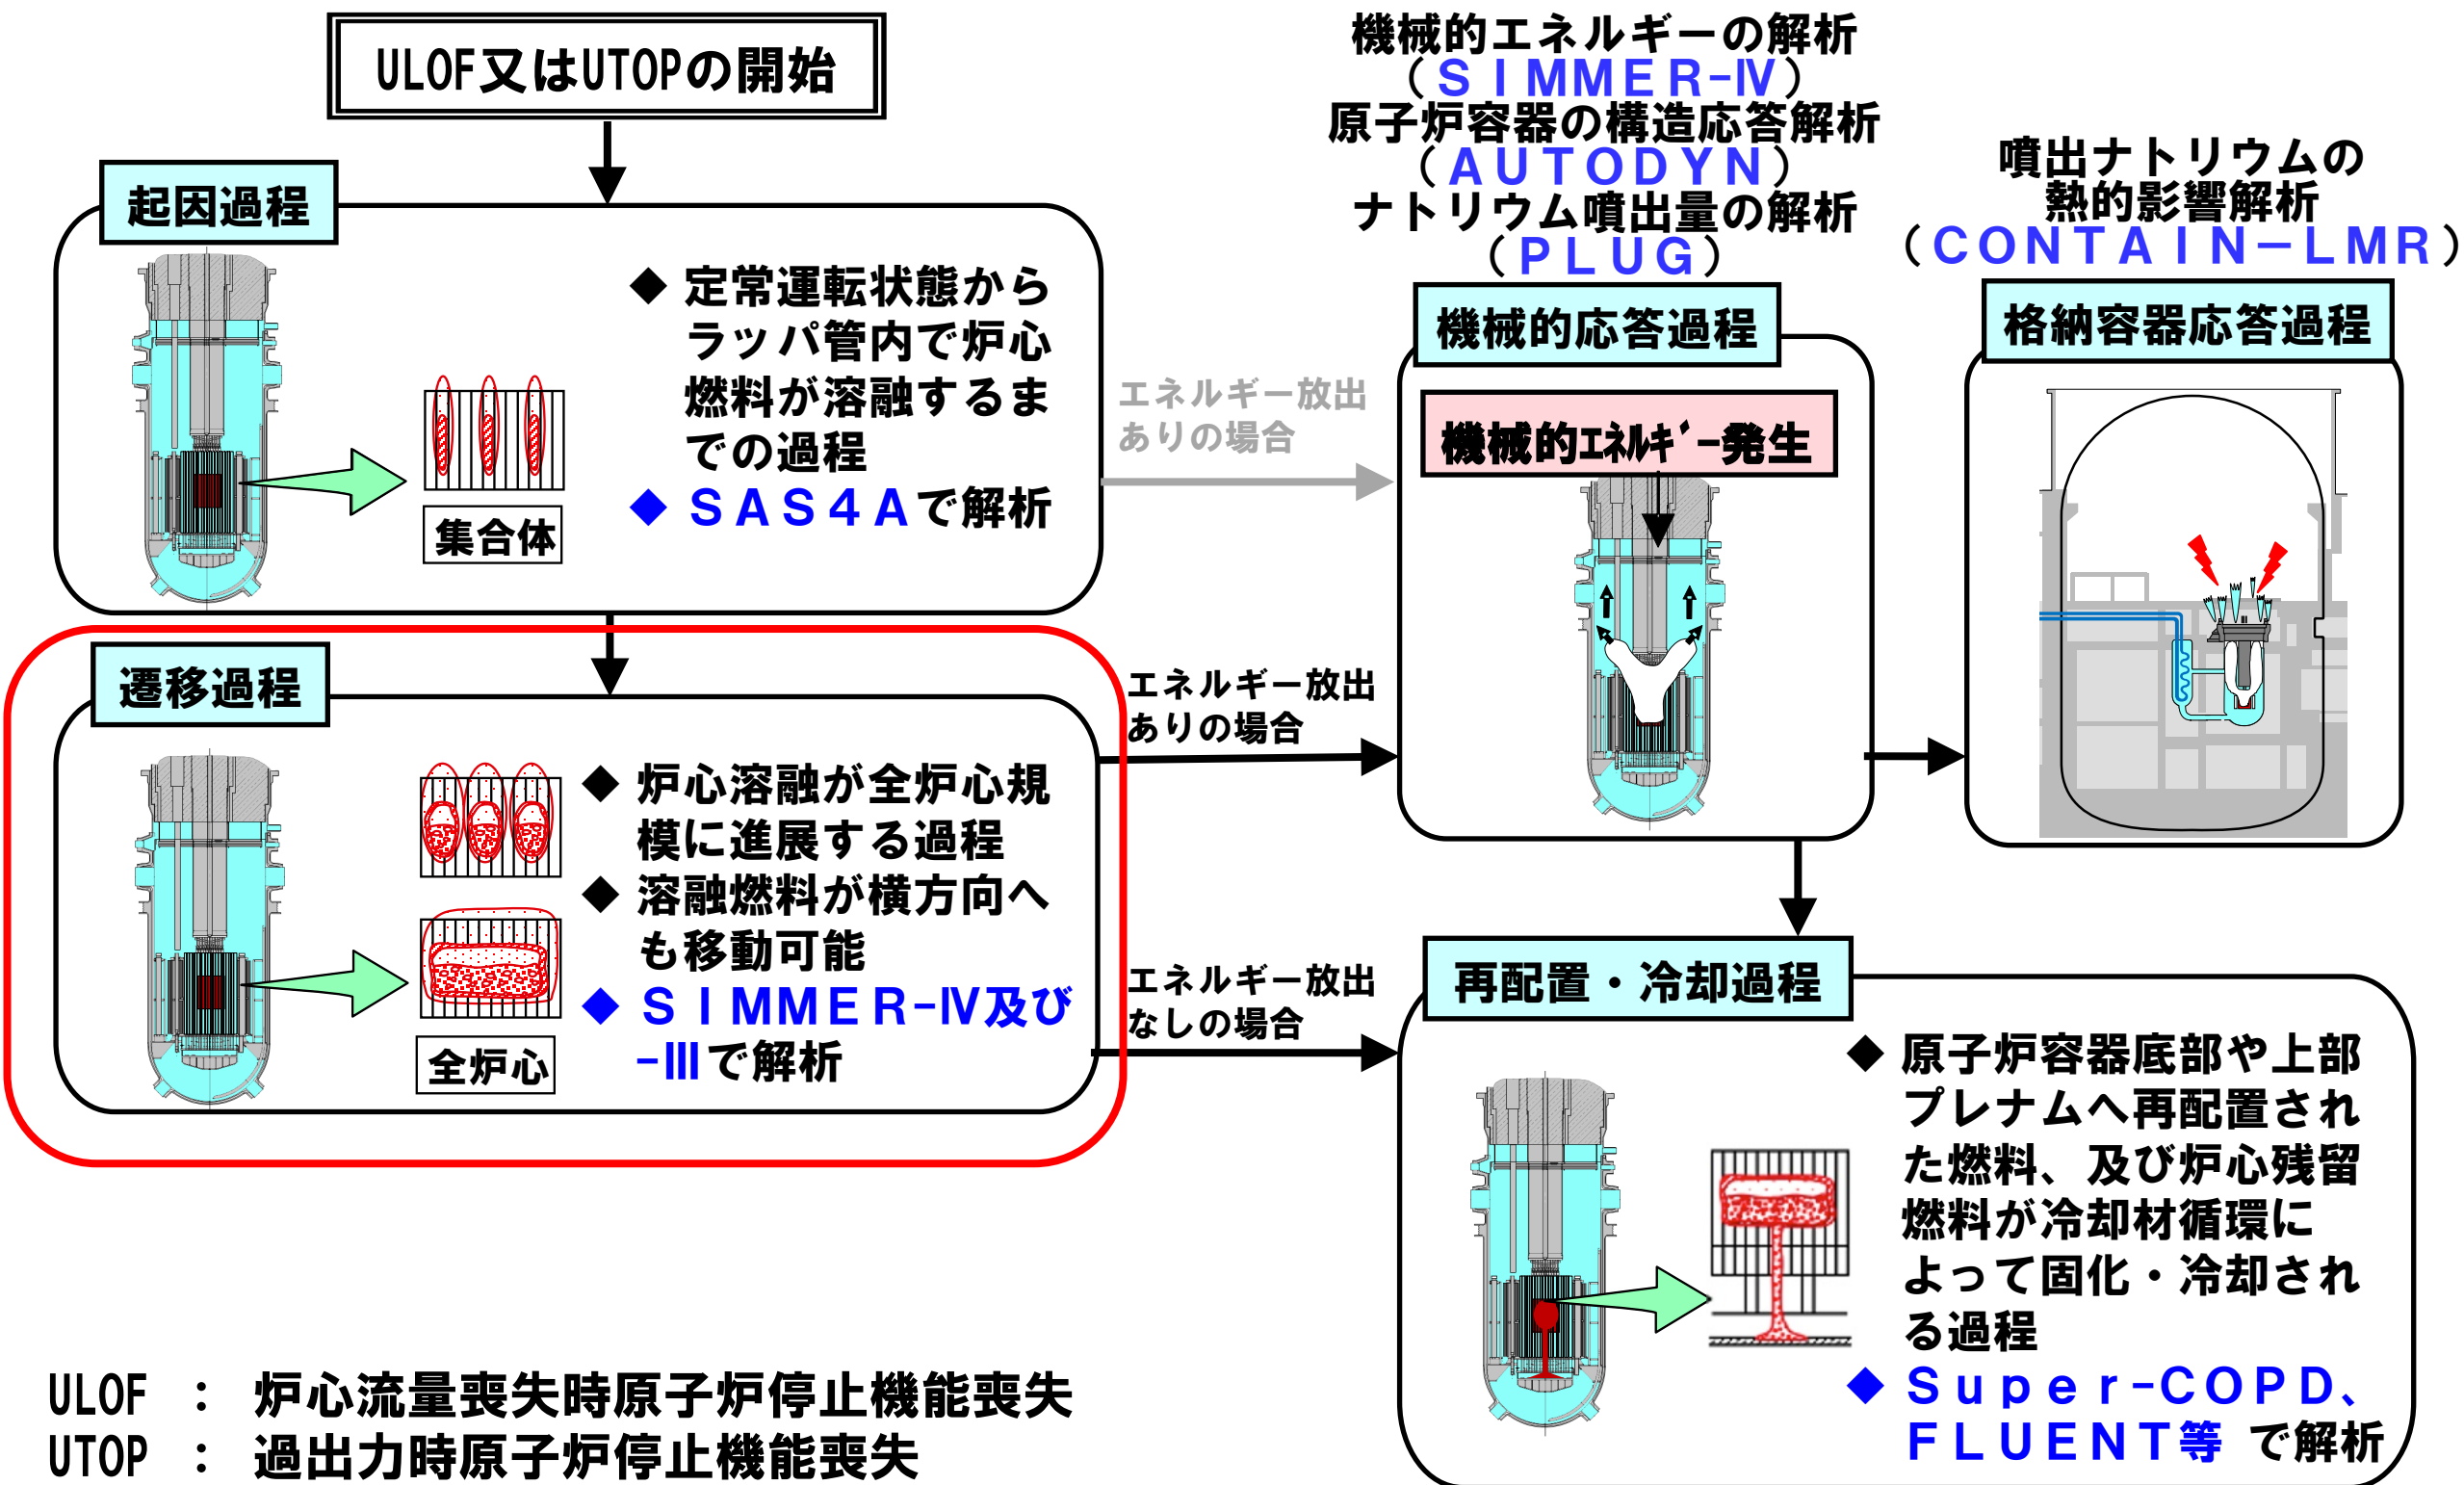 ULOF又はUTOPの開始
起因過程
◆ 定常運転状態から
ラッパ管内で炉心
燃料が溶融するま
での過程
◆ SAS4Aで解析
集合体
エネルギー放出
ありの場合
遷移過程
◆ 炉心溶融が全炉心規
模に進展する過程
◆ 溶融燃料が横方向へ
も移動可能
◆ SIMMER-Ⅳ及び
-Ⅲで解析
全炉心
エネルギー放出
ありの場合
エネルギー放出
なしの場合
機械的エネルギーの解析
(SIMMER-Ⅳ)
原子炉容器の構造応答解析
(AUTODYN)
ナトリウム噴出量の解析
(PLUG)
機械的応答過程
機械的ｴﾈﾙｷﾞｰ発生
噴出ナトリウムの
熱的影響解析
(CONTAIN-LMR)
格納容器応答過程
再配置・冷却過程
◆ 原子炉容器底部や上部
プレナムへ再配置され
た燃料、及び炉心残留
燃料が冷却材循環に
よって固化・冷却され
る過程
◆ Super-COPD、
FLUENT等 で解析
ULOF : 炉心流量喪失時原子炉停止機能喪失
UTOP : 過出力時原子炉停止機能喪失